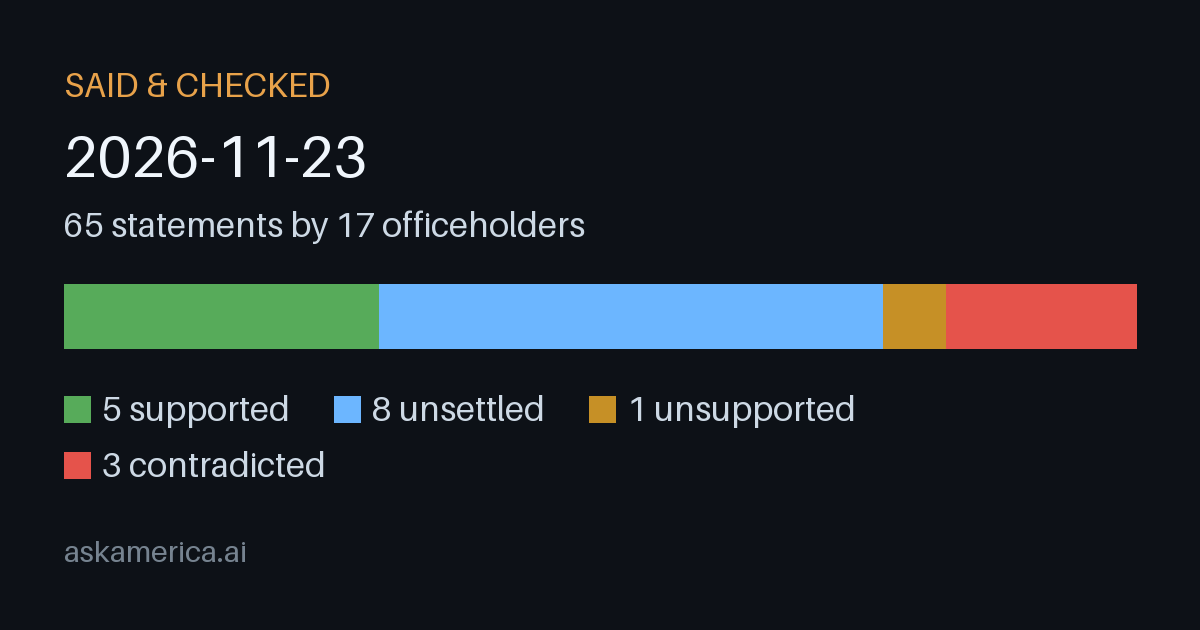 SAID & CHECKED
2026-11-23
65 statements by 17 officeholders
5 supported 8 unsettled 1 unsupported
3 contradicted
askamerica.ai